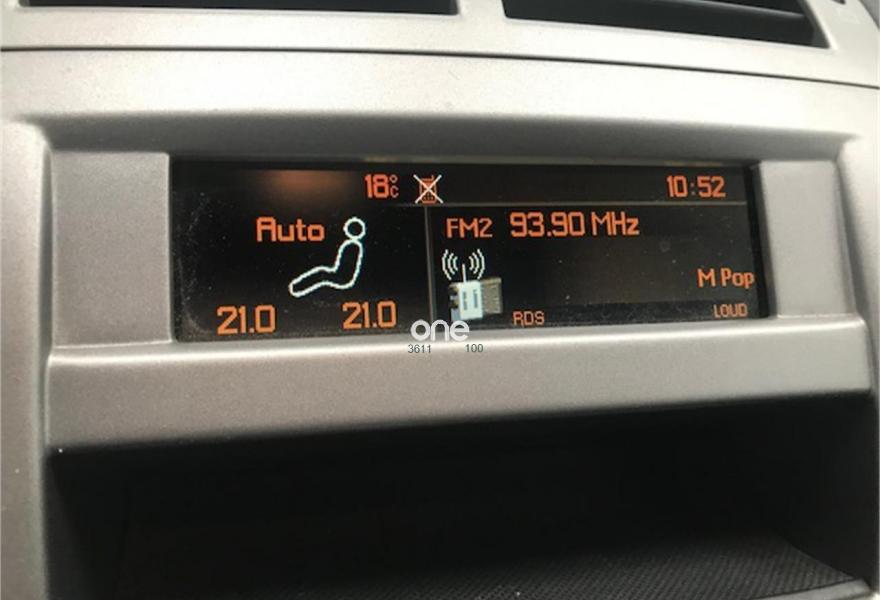 18°C 10:52
Auto FM2 93.90 MHz
M Pop
21.0 21.0 RDS LOUD
one
3611 100